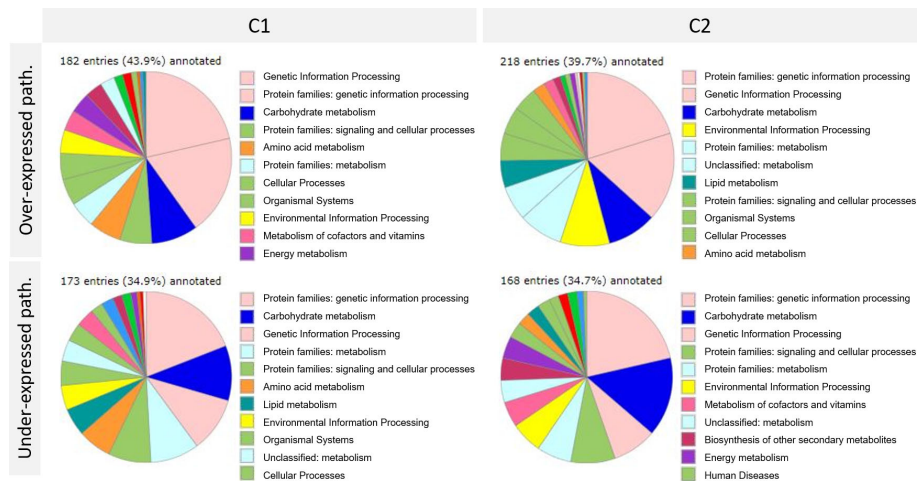 C1
C2
Over-expressed path.
182 entries (43.9%) annotated
Genetic Information Processing
Protein families: genetic information processing
Carbohydrate metabolism
Protein families: signaling and cellular processes
Amino acid metabolism
Protein families: metabolism
Cellular Processes
Organismal Systems
Environmental Information Processing
Metabolism of cofactors and vitamins
Energy metabolism
218 entries (39.7%) annotated
Protein families: genetic information processing
Genetic Information Processing
Carbohydrate metabolism
Environmental Information Processing
Protein families: metabolism
Unclassified: metabolism
Lipid metabolism
Protein families: signaling and cellular processes
Organismal Systems
Cellular Processes
Amino acid metabolism
Under-expressed path.
173 entries (34.9%) annotated
Protein families: genetic information processing
Carbohydrate metabolism
Genetic Information Processing
Protein families: metabolism
Protein families: signaling and cellular processes
Amino acid metabolism
Lipid metabolism
Environmental Information Processing
Organismal Systems
Unclassified: metabolism
Cellular Processes
168 entries (34.7%) annotated
Protein families: genetic information processing
Carbohydrate metabolism
Genetic Information Processing
Protein families: signaling and cellular processes
Protein families: metabolism
Environmental Information Processing
Metabolism of cofactors and vitamins
Unclassified: metabolism
Biosynthesis of other secondary metabolites
Energy metabolism
Human Diseases